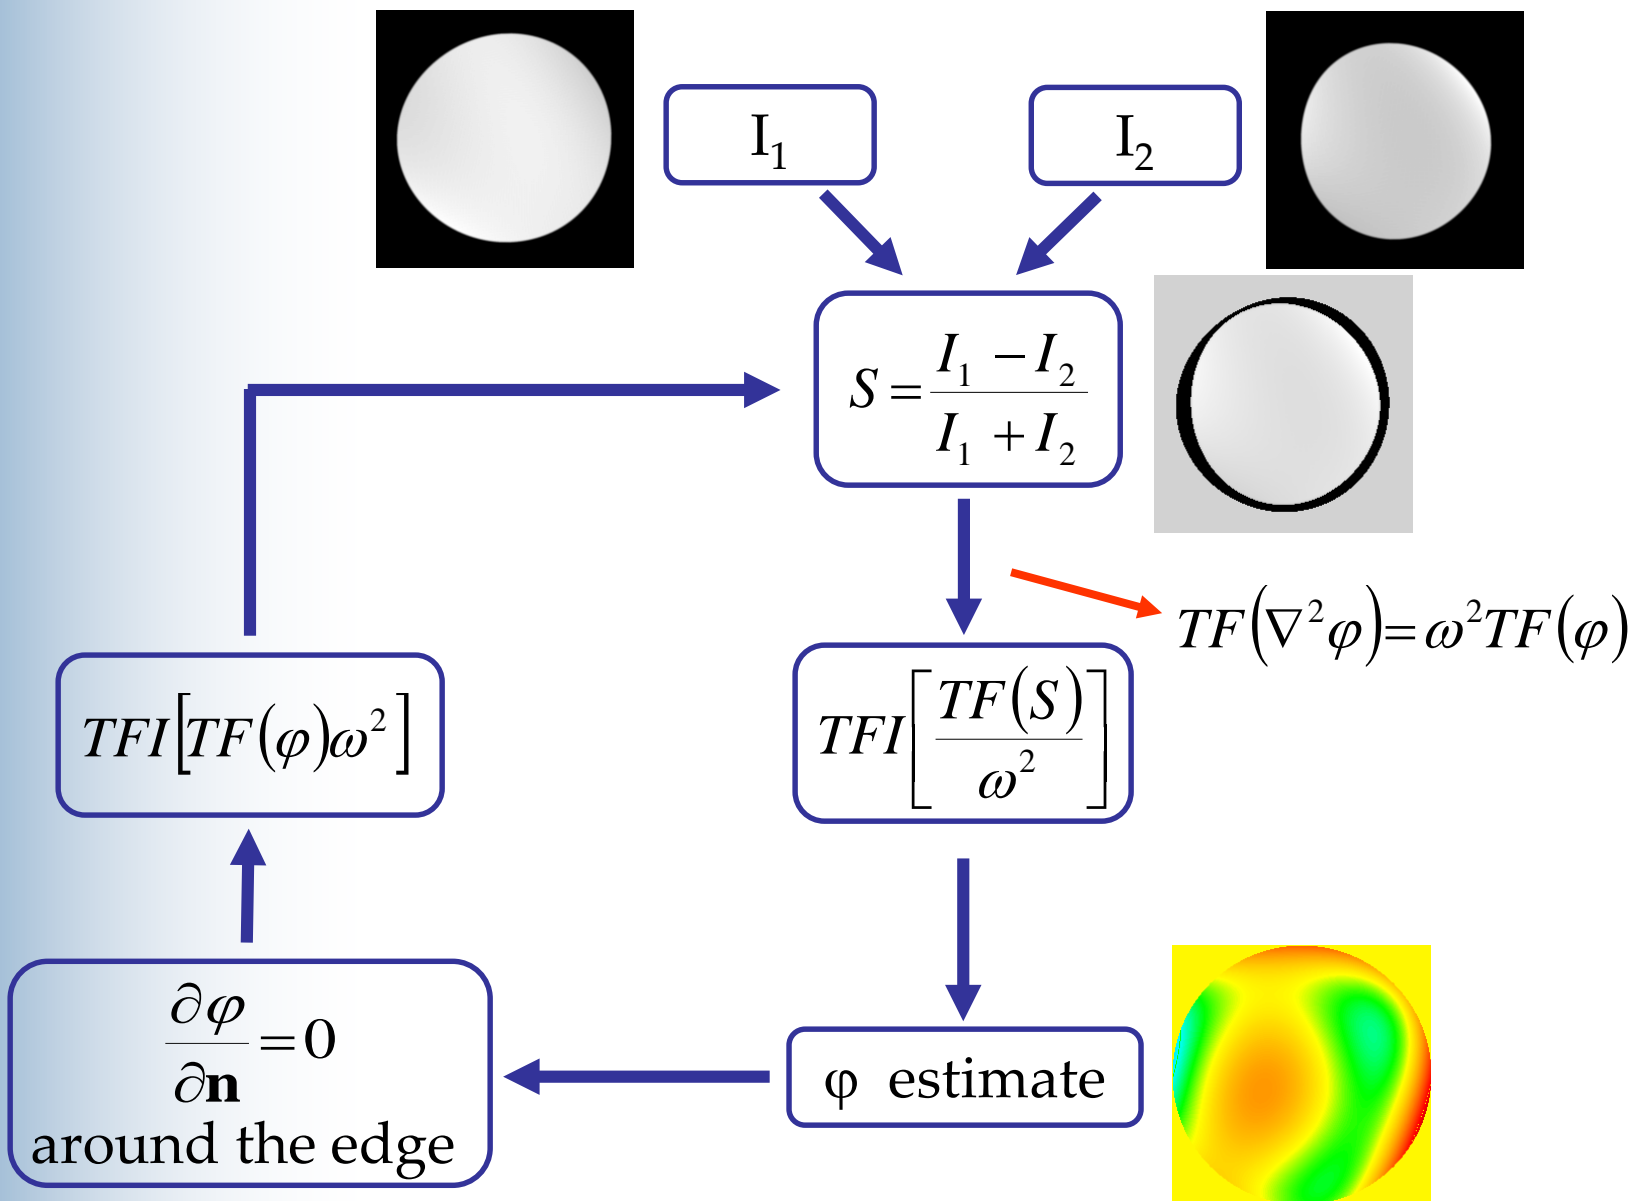 I₁
I₂
S = (I₁ − I₂) / (I₁ + I₂)
TF(∇²φ) = ω²TF(φ)
TFI[TF(φ)ω²]
TFI[TF(S) / ω²]
∂φ / ∂n = 0
around the edge
φ estimate